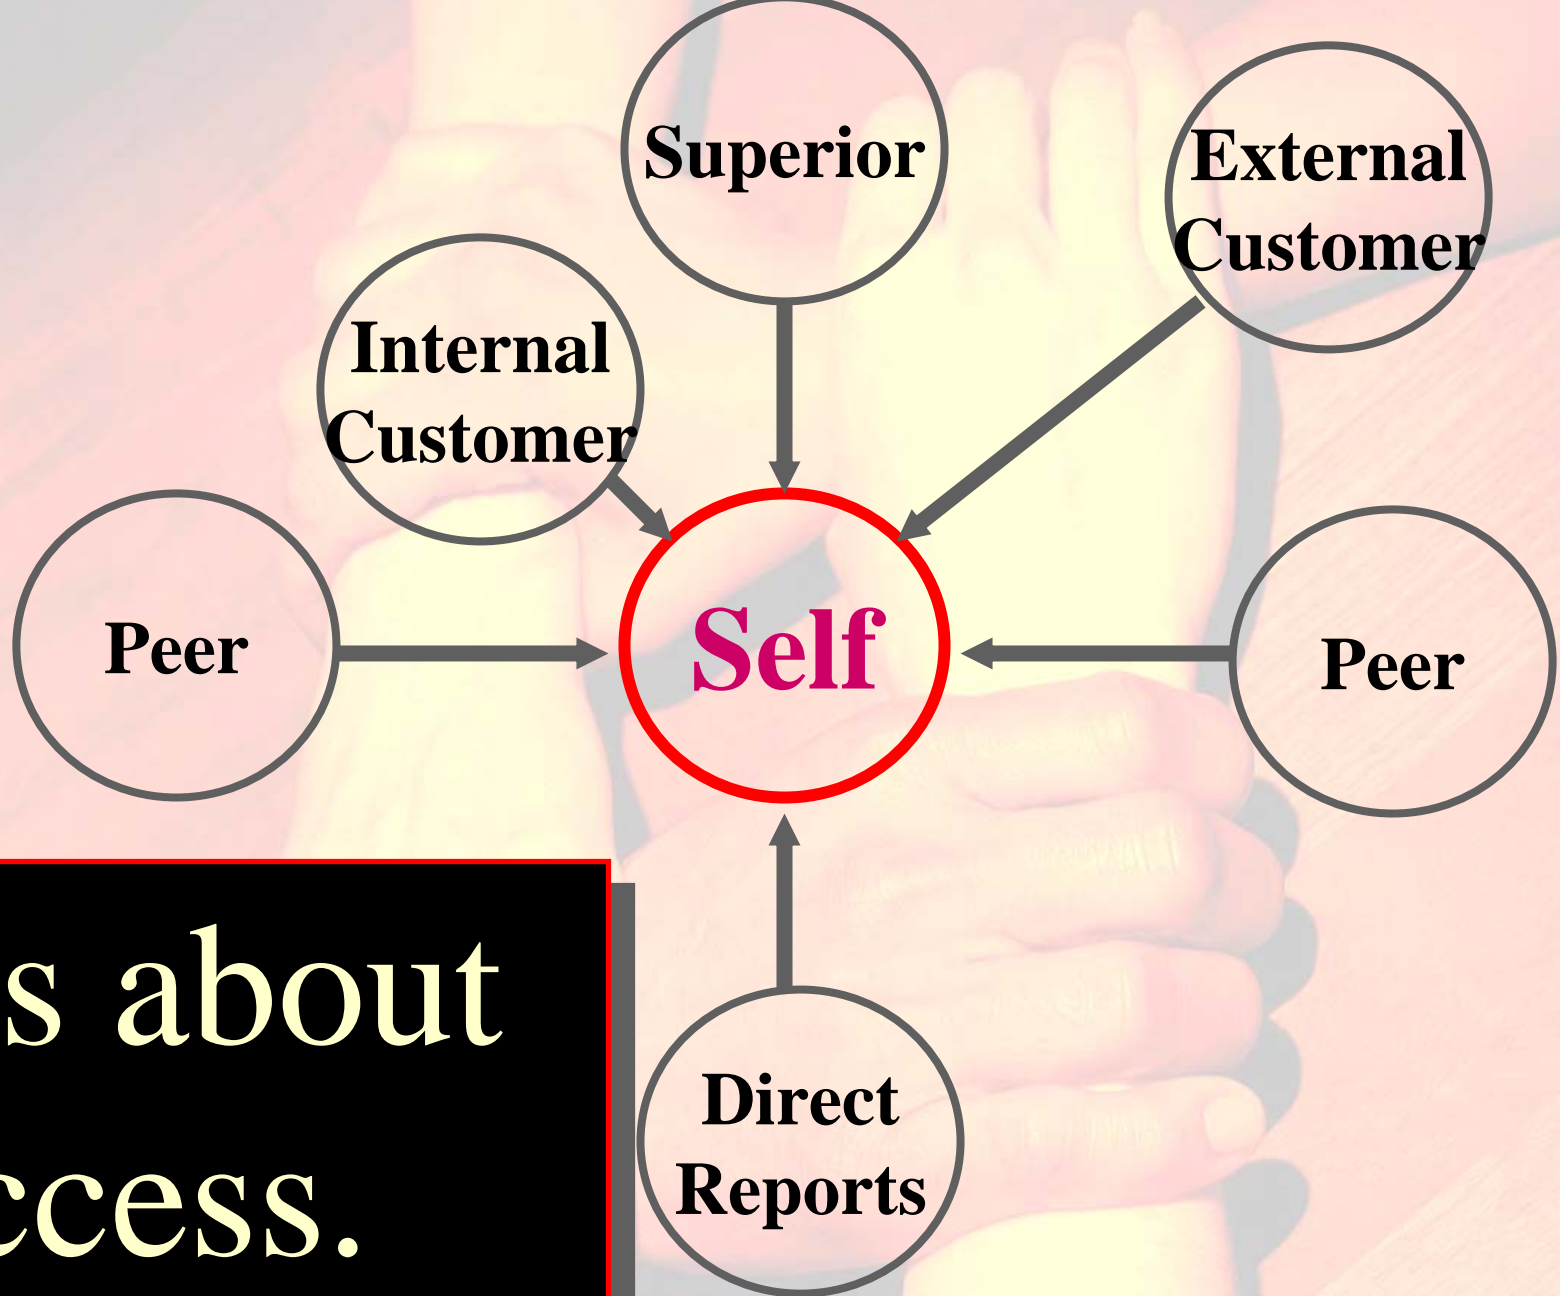 Superior
External
Customer
Internal
Customer
Peer
Self
Peer
s about
ccess.
Direct
Reports